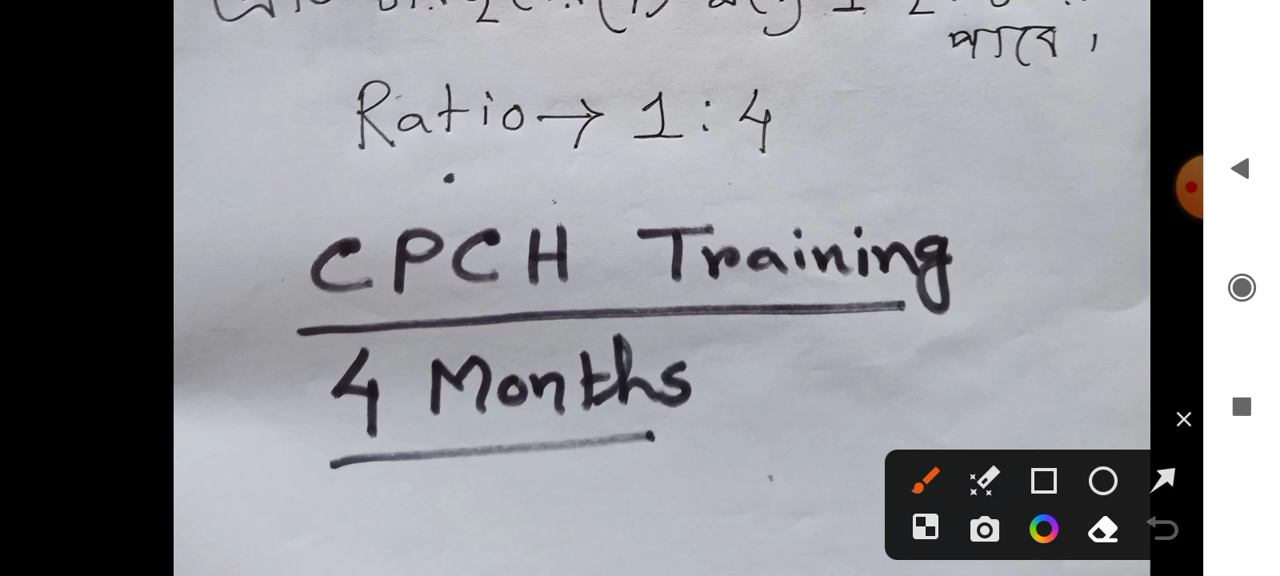 পাবে।
Ratio → 1:4
CPCH Training
4 Months